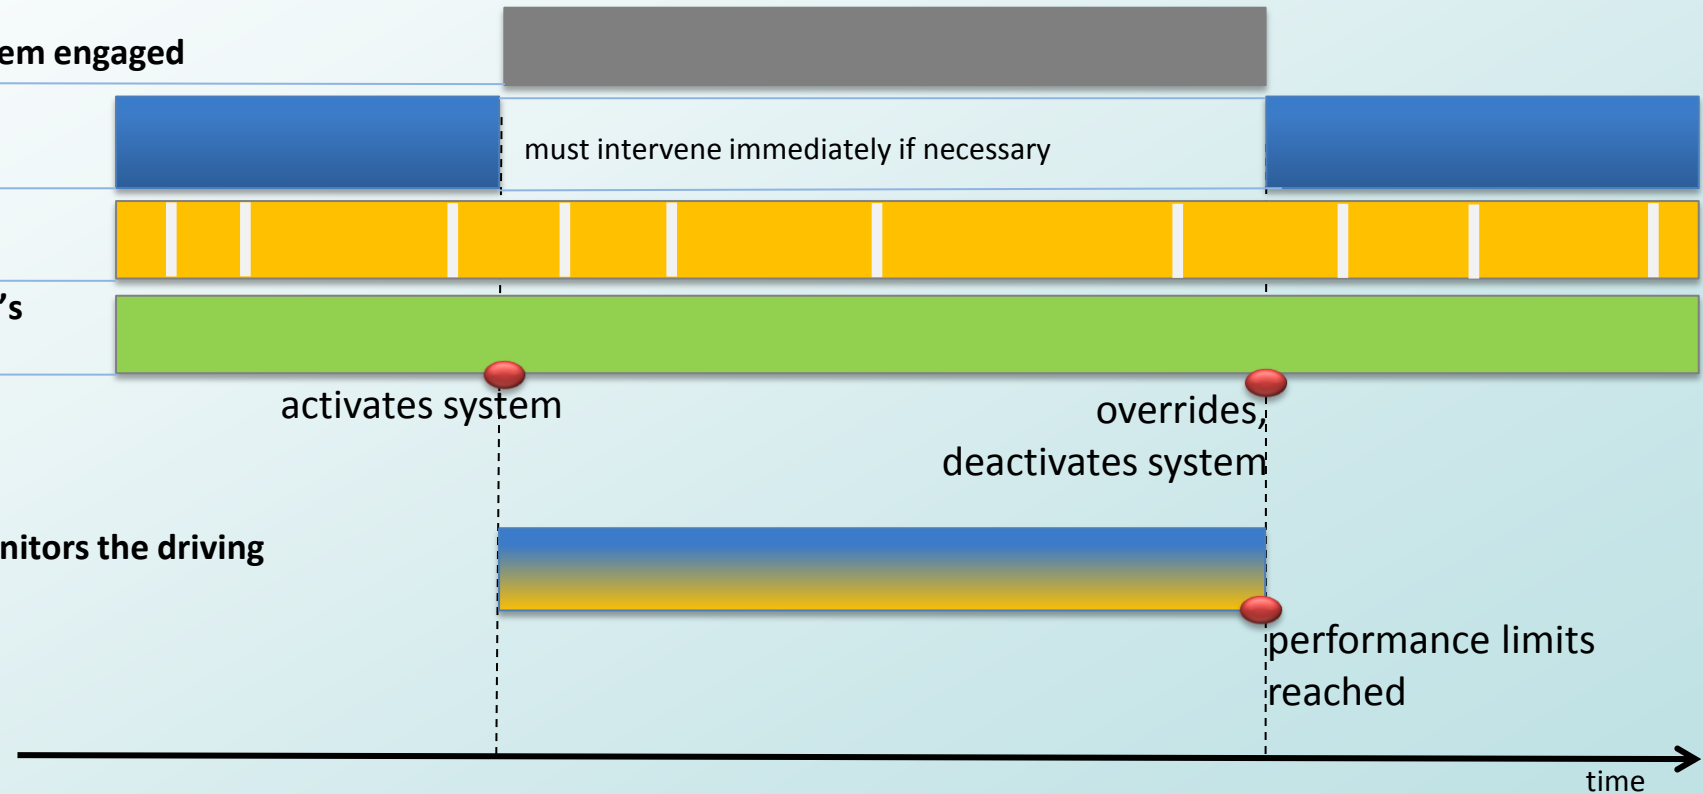 em engaged
must intervene immediately if necessary
’s
activates system
overrides,
deactivates system
nitors the driving
performance limits
reached
time